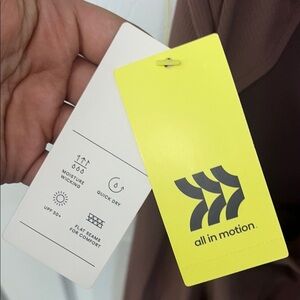 MOISTURE
WICKING
QUICK DRY
UPF 50+
FLAT SEAMS
FOR COMFORT
all in motion.